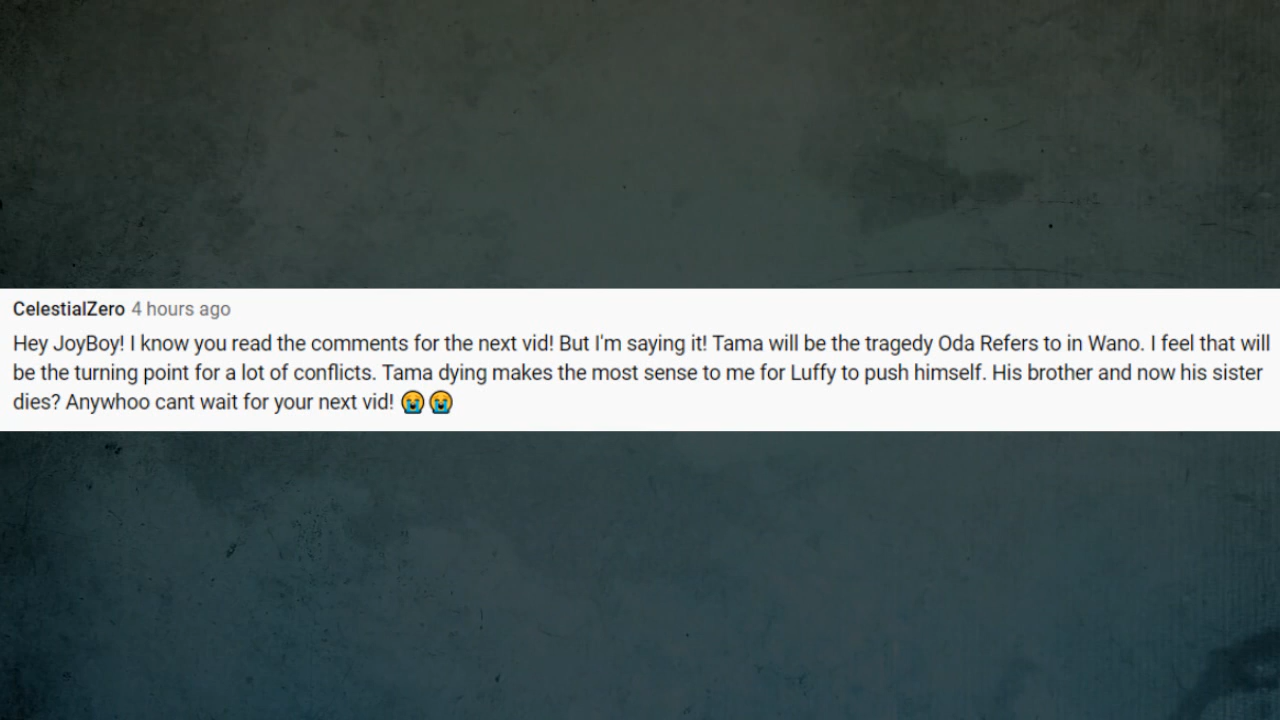 CelestialZero 4 hours ago
Hey JoyBoy! I know you read the comments for the next vid! But I'm saying it! Tama will be the tragedy Oda Refers to in Wano. I feel that will
be the turning point for a lot of conflicts. Tama dying makes the most sense to me for Luffy to push himself. His brother and now his sister
dies? Anywhoo cant wait for your next vid! 😭😭